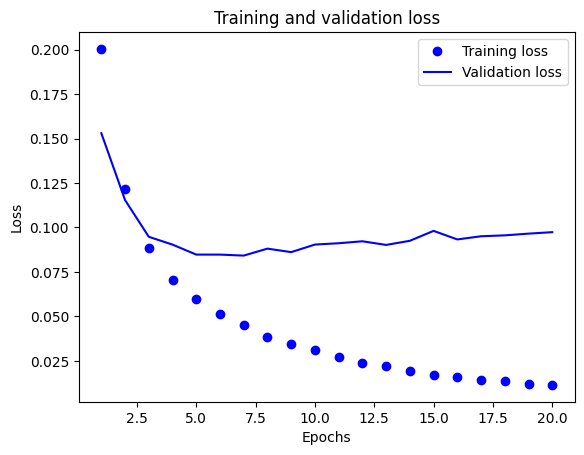 Training and validation loss
Training loss
Validation loss
0.200
0.175
0.150
0.125
0.100
0.075
0.050
0.025
Loss
2.5 5.0 7.5 10.0 12.5 15.0 17.5 20.0
Epochs